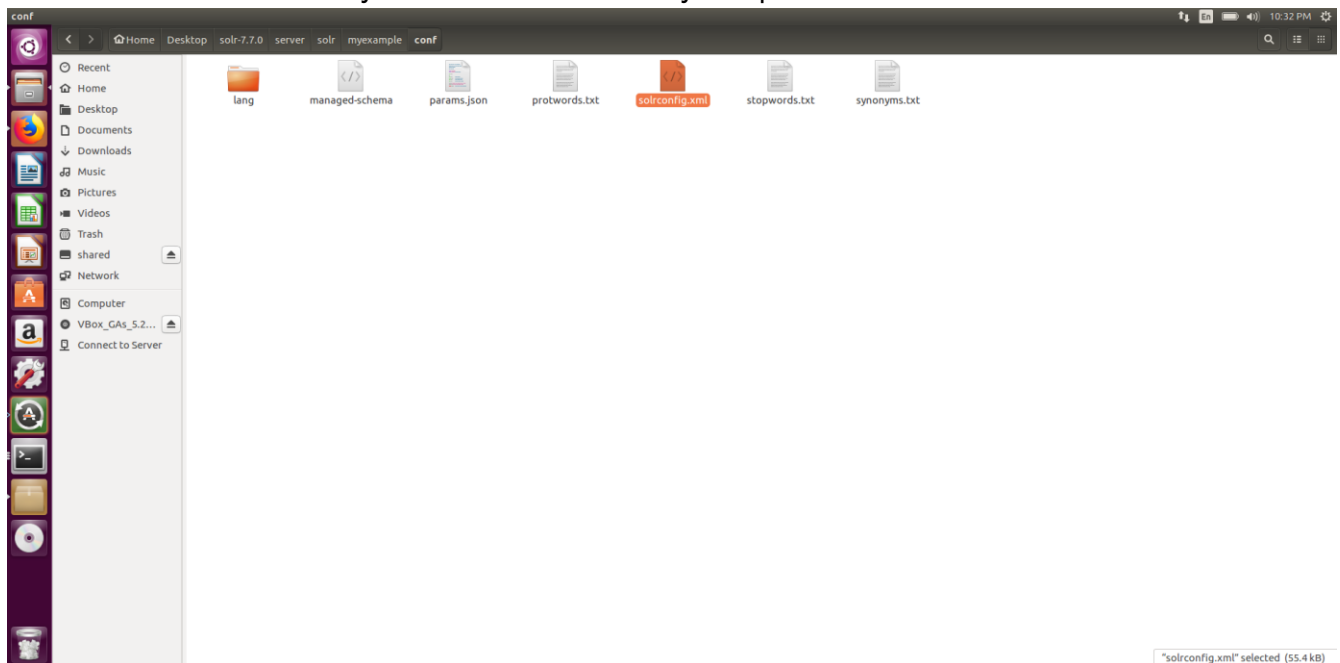 conf
En
10:32 PM
Home Desktop solr-7.7.0 server solr myexample conf
Recent
Home
Desktop
Documents
Downloads
Music
Pictures
Videos
Trash
shared
Network
Computer
VBox_GAs_5.2...
Connect to Server
lang
managed-schema
params.json
protwords.txt
solrconfig.xml
stopwords.txt
synonyms.txt
"solrconfig.xml" selected (55.4 kB)